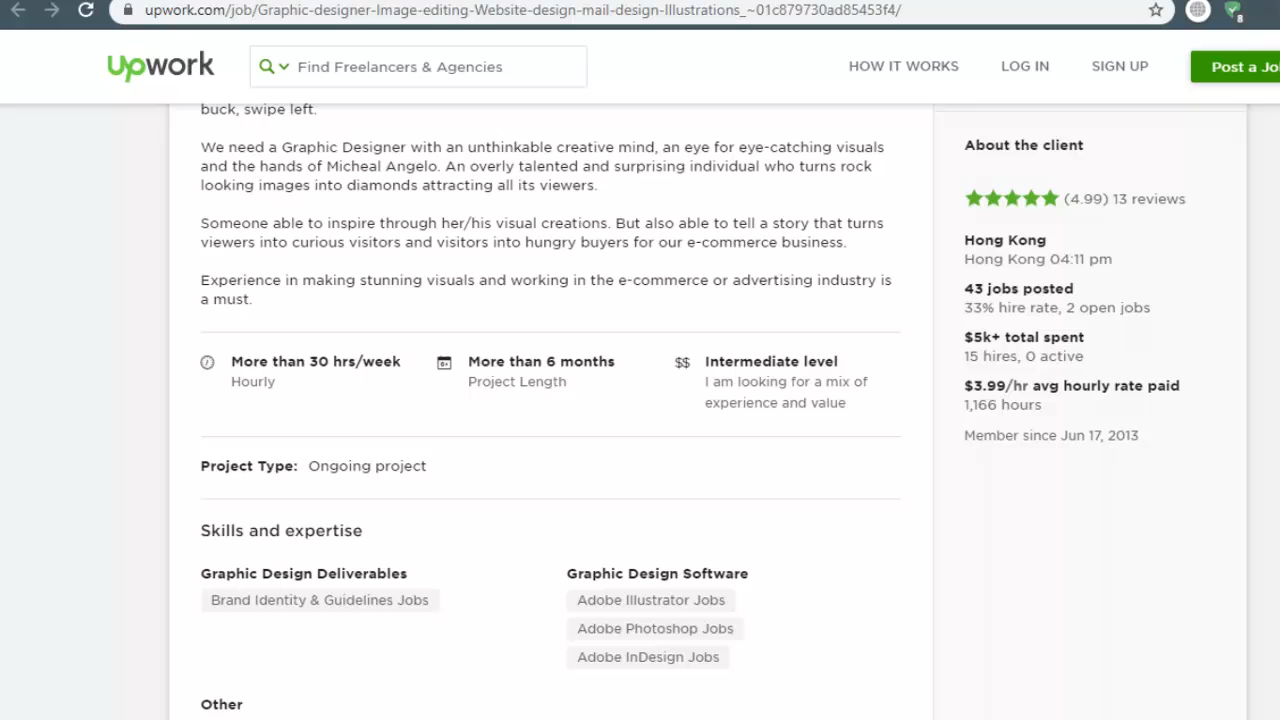 upwork.com/job/Graphic-designer-Image-editing-Website-design-mail-design-Illustrations_~01c879730ad85453f4/
8
upwork
Find Freelancers & Agencies
HOW IT WORKS
LOG IN
SIGN UP
Post a Jo
buck, swipe left.
We need a Graphic Designer with an unthinkable creative mind, an eye for eye-catching visuals
and the hands of Micheal Angelo. An overly talented and surprising individual who turns rock
looking images into diamonds attracting all its viewers.
Someone able to inspire through her/his visual creations. But also able to tell a story that turns
viewers into curious visitors and visitors into hungry buyers for our e-commerce business.
Experience in making stunning visuals and working in the e-commerce or advertising industry is
a must.
More than 30 hrs/week
Hourly
More than 6 months
Project Length
$$
Intermediate level
I am looking for a mix of
experience and value
Project Type: Ongoing project
Skills and expertise
Graphic Design Deliverables
Brand Identity & Guidelines Jobs
Graphic Design Software
Adobe Illustrator Jobs
Adobe Photoshop Jobs
Adobe InDesign Jobs
Other
About the client
(4.99) 13 reviews
Hong Kong
Hong Kong 04:11 pm
43 jobs posted
33% hire rate, 2 open jobs
$5k+ total spent
15 hires, 0 active
$3.99/hr avg hourly rate paid
1,166 hours
Member since Jun 17, 2013